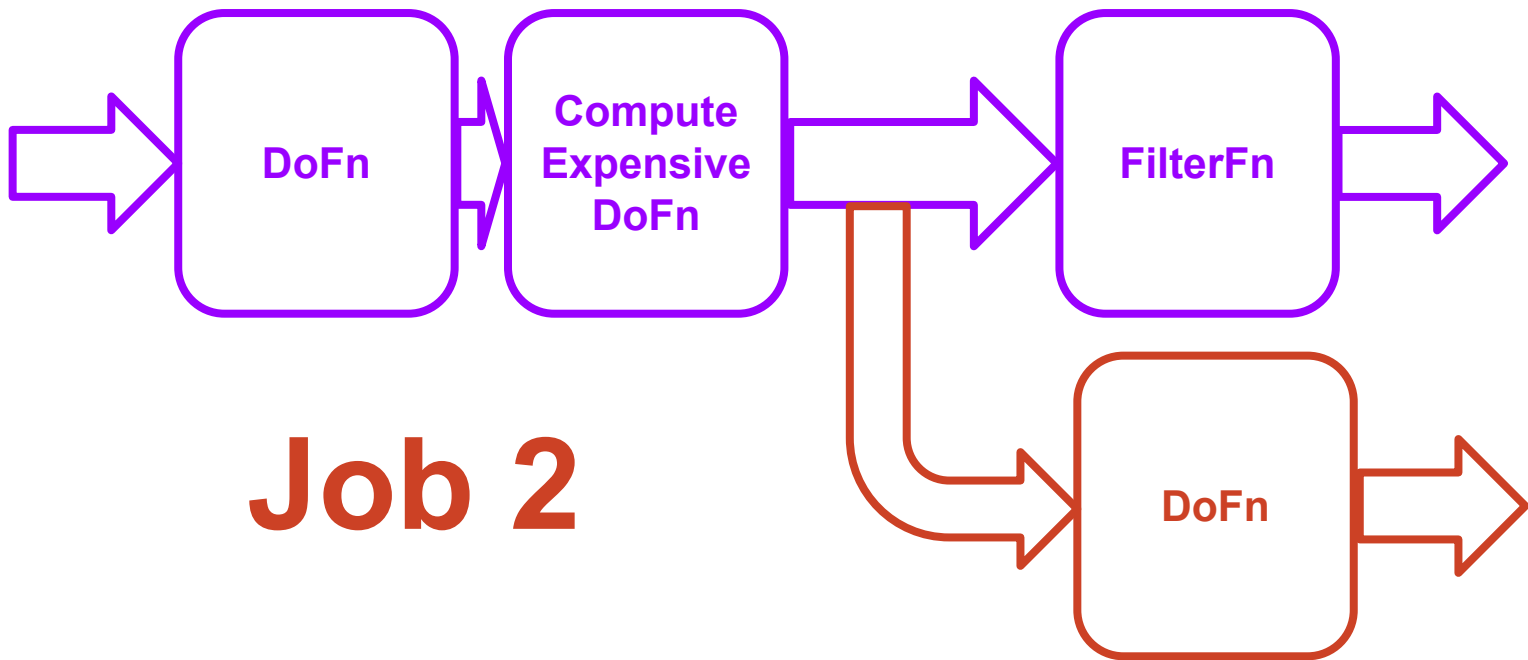 DoFn
Compute
Expensive
DoFn
FilterFn
Job 2
DoFn